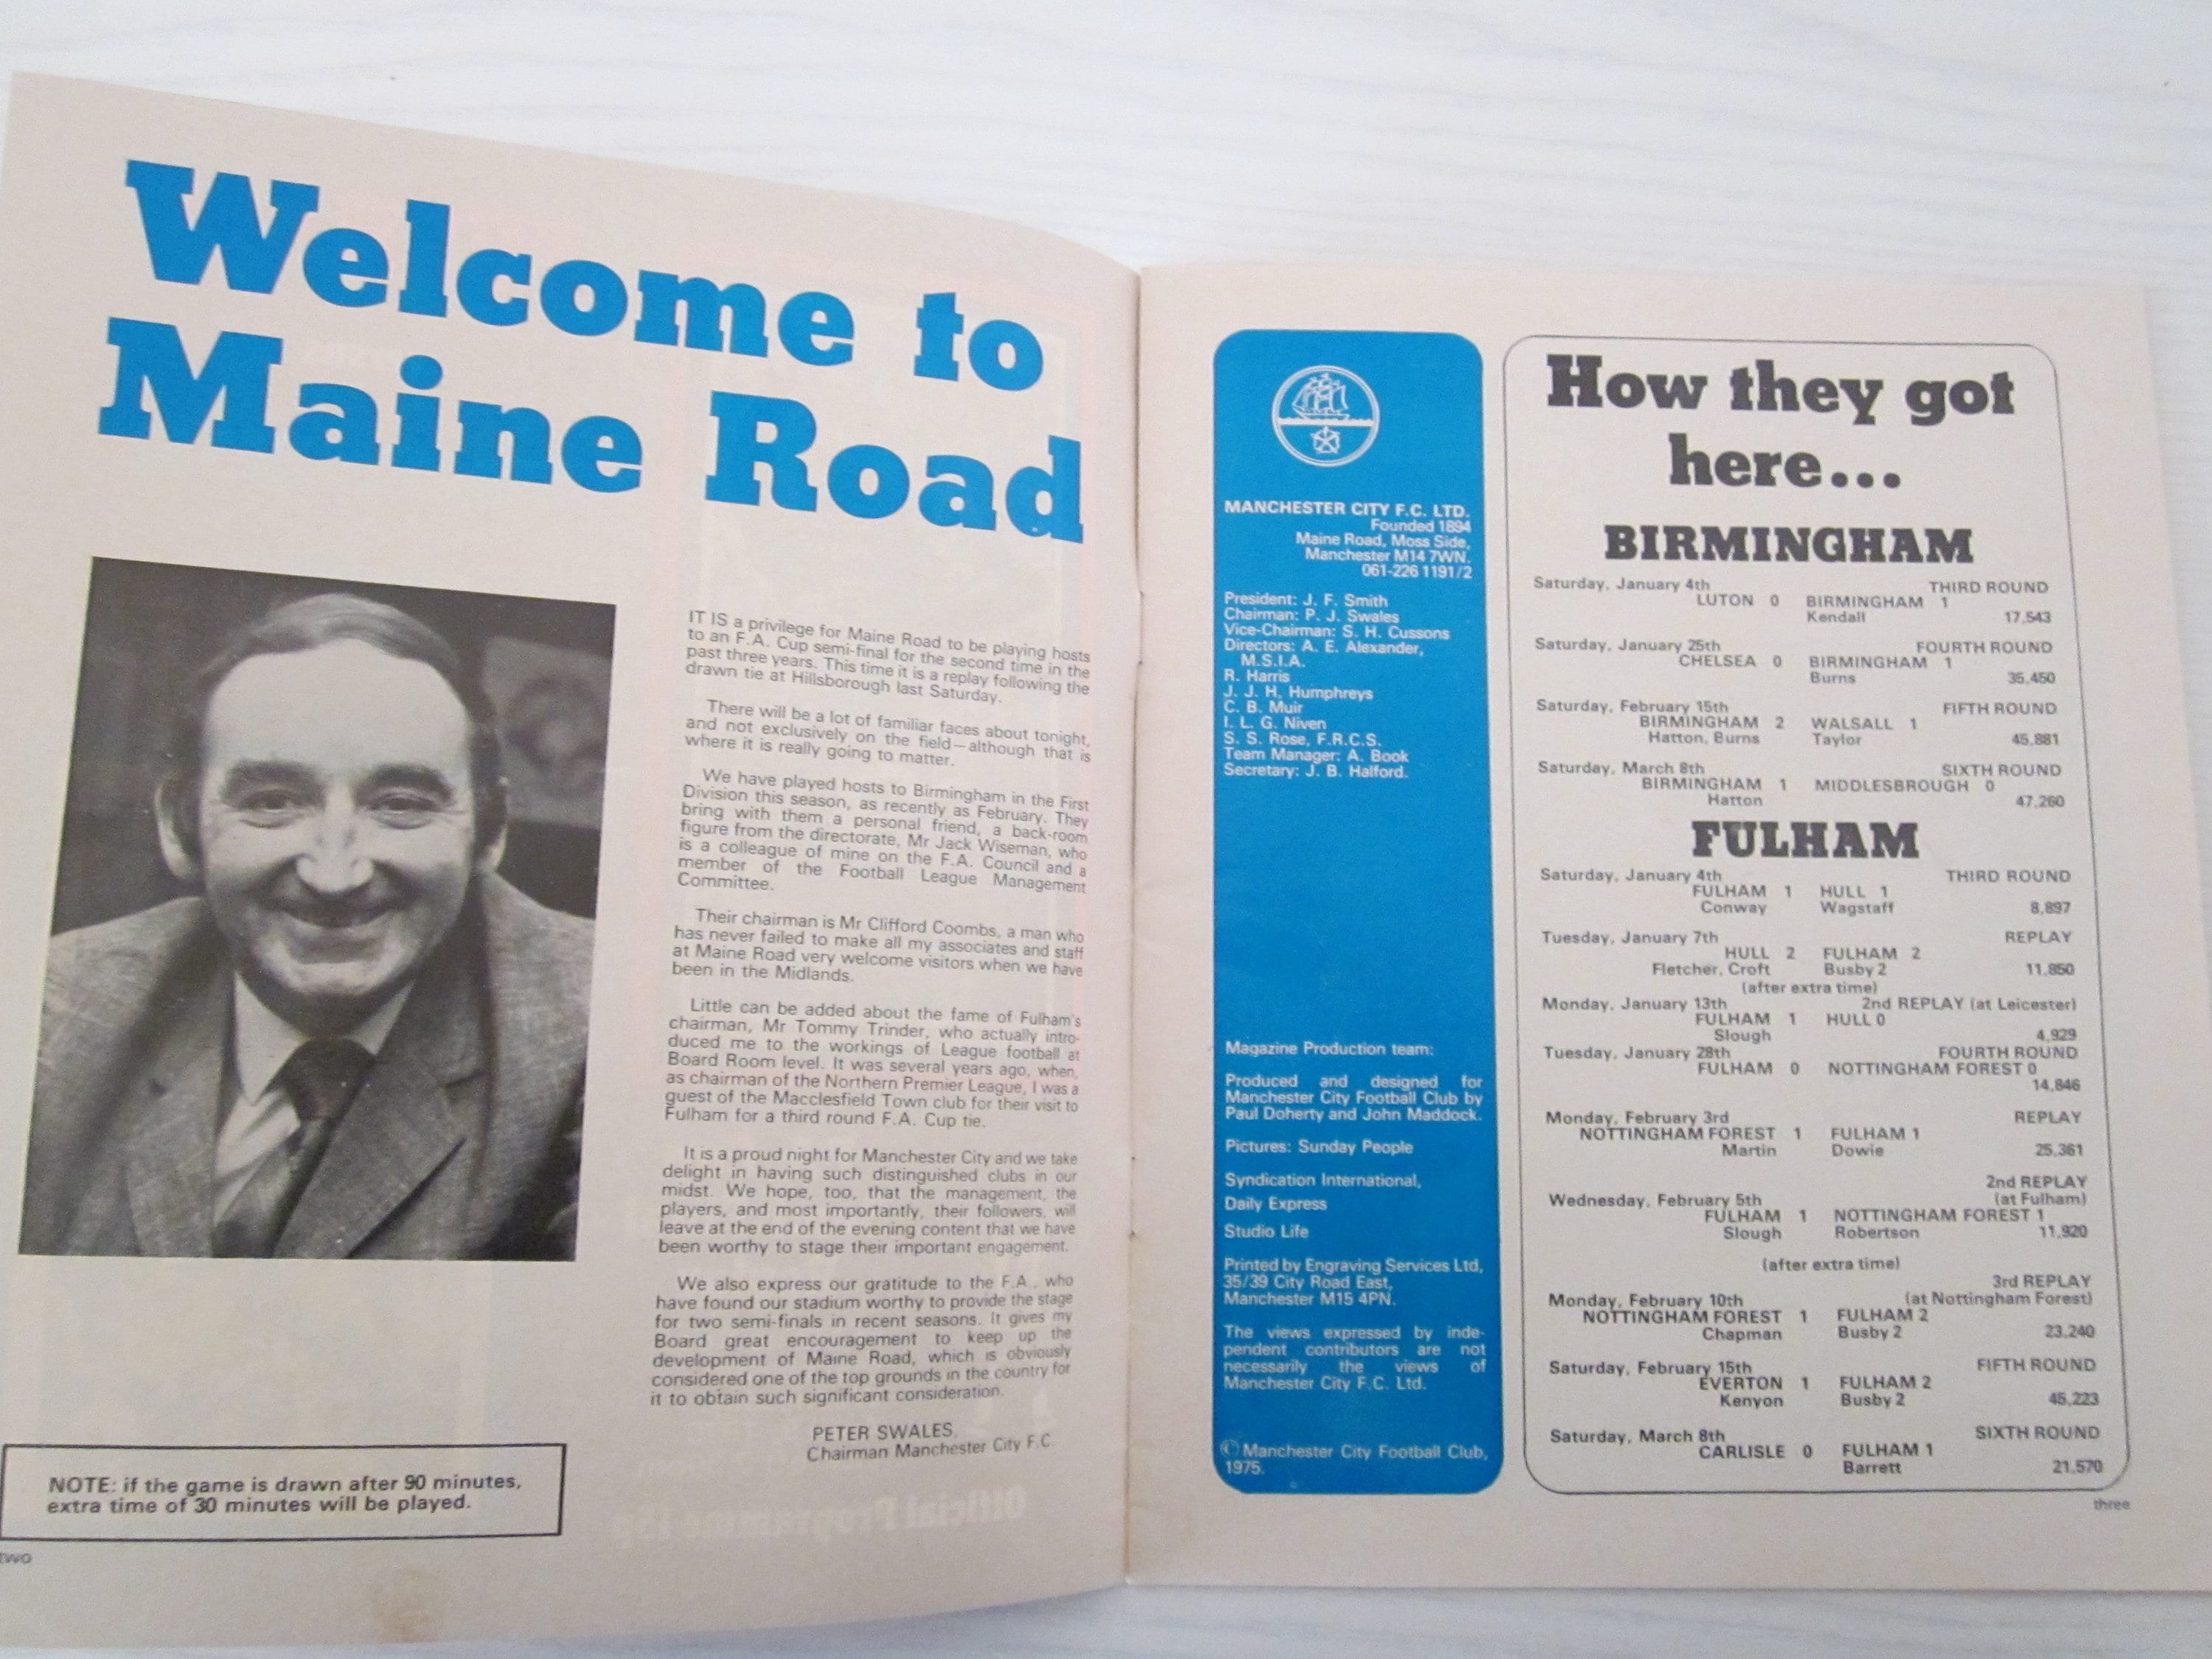 Welcome to
Maine Road
IT IS a privilege for Maine Road to be playing hosts
to an F.A. Cup semi-final for the second time in the
past three years. This time it is a replay following the
drawn tie at Hillsborough last Saturday.
There will be a lot of familiar faces about tonight,
and not exclusively on the field—although that is
where it is really going to matter.
We have played hosts to Birmingham in the First
Division this season, as recently as February. They
bring with them a personal friend, a back-room
figure from the directorate, Mr Jack Wiseman, who
is a colleague of mine on the F.A. Council and a
member of the Football League Management
Committee.
Their chairman is Mr Clifford Coombs, a man who
has never failed to make all my associates and staff
at Maine Road very welcome visitors when we have
been in the Midlands.
Little can be added about the fame of Fulham's
chairman, Mr Tommy Trinder, who actually intro-
duced me to the workings of League football at
Board Room level. It was several years ago, when,
as chairman of the Northern Premier League, I was a
guest of the Macclesfield Town club for their visit to
Fulham for a third round F.A. Cup tie.
It is a proud night for Manchester City and we take
delight in having such distinguished clubs in our
midst. We hope, too, that the management, the
players, and most importantly, their followers, will
leave at the end of the evening content that we have
been worthy to stage their important engagement.
We also express our gratitude to the F.A., who
have found our stadium worthy to provide the stage
for two semi-finals in recent seasons. It gives my
Board great encouragement to keep up the
development of Maine Road, which is obviously
considered one of the top grounds in the country for
it to obtain such significant consideration.
PETER SWALES,
Chairman Manchester City F.C.
NOTE: if the game is drawn after 90 minutes,
extra time of 30 minutes will be played.
two
MANCHESTER CITY F.C. LTD.
Founded 1894
Maine Road, Moss Side,
Manchester M14 7WN.
061-226 1191/2
President: J. F. Smith
Chairman: P. J. Swales
Vice-Chairman: S. H. Cussons
Directors: A. E. Alexander,
M.S.I.A.
R. Harris
J. J. H. Humphreys
C. B. Muir
I. L. G. Niven
S. S. Rose, F.R.C.S.
Team Manager: A. Book
Secretary: J. B. Halford.
Magazine Production team:
Produced and designed for
Manchester City Football Club by
Paul Doherty and John Maddock.
Pictures: Sunday People
Syndication International,
Daily Express
Studio Life
Printed by Engraving Services Ltd,
35/39 City Road East,
Manchester M15 4PN.
The views expressed by inde-
pendent contributors are not
necessarily the views of
Manchester City F.C. Ltd.
© Manchester City Football Club,
1975.
How they got
here...
BIRMINGHAM
Saturday, January 4th THIRD ROUND
LUTON 0 BIRMINGHAM 1
Kendall 17,543
Saturday, January 25th FOURTH ROUND
CHELSEA 0 BIRMINGHAM 1
Burns 35,450
Saturday, February 15th FIFTH ROUND
BIRMINGHAM 2 WALSALL 1
Hatton, Burns Taylor 45,881
Saturday, March 8th SIXTH ROUND
BIRMINGHAM 1 MIDDLESBROUGH 0
Hatton 47,260
FULHAM
Saturday, January 4th THIRD ROUND
FULHAM 1 HULL 1
Conway Wagstaff 8,897
Tuesday, January 7th REPLAY
HULL 2 FULHAM 2
Fletcher, Croft Busby 2 11,850
(after extra time)
Monday, January 13th 2nd REPLAY (at Leicester)
FULHAM 1 HULL 0
Slough 4,929
Tuesday, January 28th FOURTH ROUND
FULHAM 0 NOTTINGHAM FOREST 0
14,846
Monday, February 3rd REPLAY
NOTTINGHAM FOREST 1 FULHAM 1
Martin Dowie 25,361
2nd REPLAY
Wednesday, February 5th (at Fulham)
FULHAM 1 NOTTINGHAM FOREST 1
Slough Robertson 11,920
(after extra time)
3rd REPLAY
Monday, February 10th (at Nottingham Forest)
NOTTINGHAM FOREST 1 FULHAM 2
Chapman Busby 2 23,240
Saturday, February 15th FIFTH ROUND
EVERTON 1 FULHAM 2
Kenyon Busby 2 45,223
Saturday, March 8th SIXTH ROUND
CARLISLE 0 FULHAM 1
Barrett 21,570
three